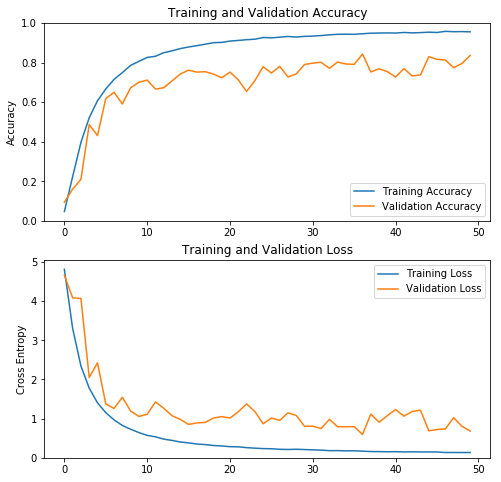 Training and Validation Accuracy
1.0
0.8
0.6
0.4
0.2
0.0
Accuracy
Training Accuracy
Validation Accuracy
0 10 20 30 40 50
Training and Validation Loss
5
4
3
2
1
0
Cross Entropy
Training Loss
Validation Loss
0 10 20 30 40 50